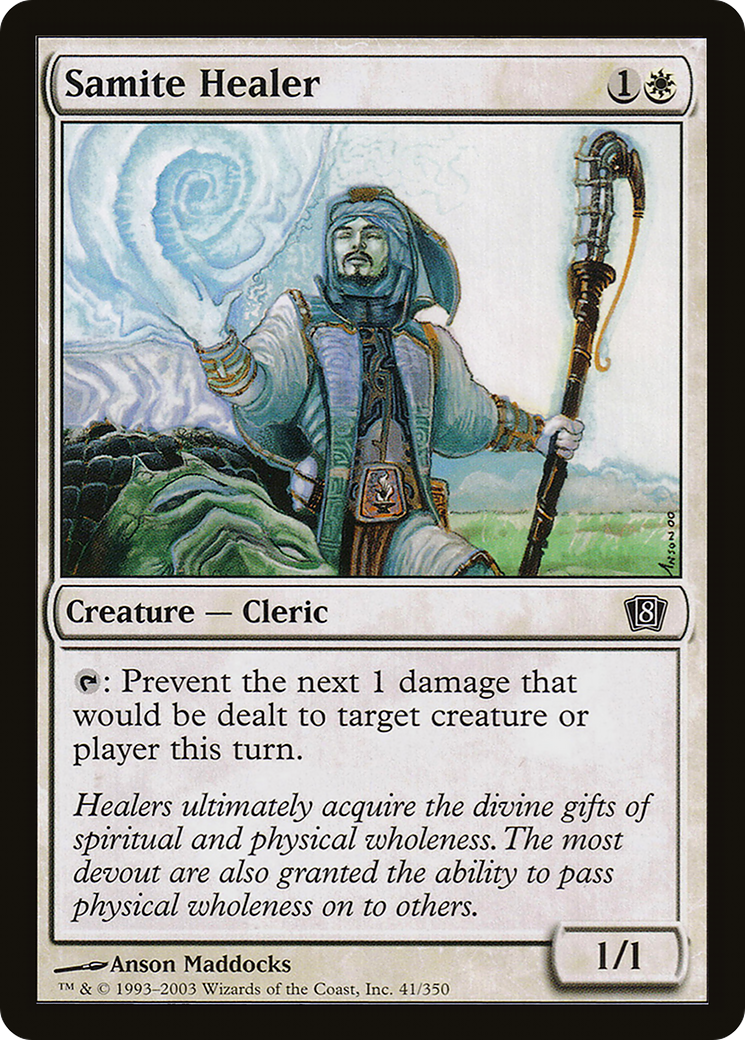 Samite Healer 1
ANSON 00
Creature — Cleric 8
: Prevent the next 1 damage that
would be dealt to target creature or
player this turn.
Healers ultimately acquire the divine gifts of
spiritual and physical wholeness. The most
devout are also granted the ability to pass
physical wholeness on to others.
1/1
Anson Maddocks
™ & © 1993–2003 Wizards of the Coast, Inc. 41/350